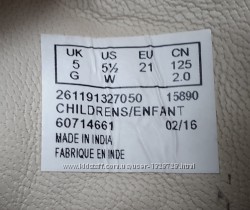 UK US EU CN
5 5½ 21 125
G W 2.0
261191327050 15890
CHILDRENS/ENFANT
60714661 02/16
MADE IN INDIA
FABRIQUE EN INDE